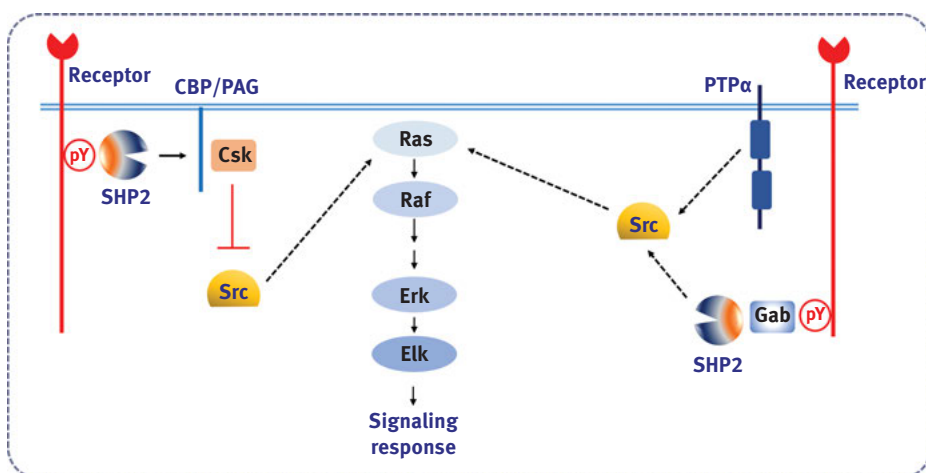 Receptor
CBP/PAG
PTPα
Receptor
pY
SHP2
Csk
Ras
Raf
Src
Src
Erk
Elk
SHP2
Gab
pY
Signaling
response